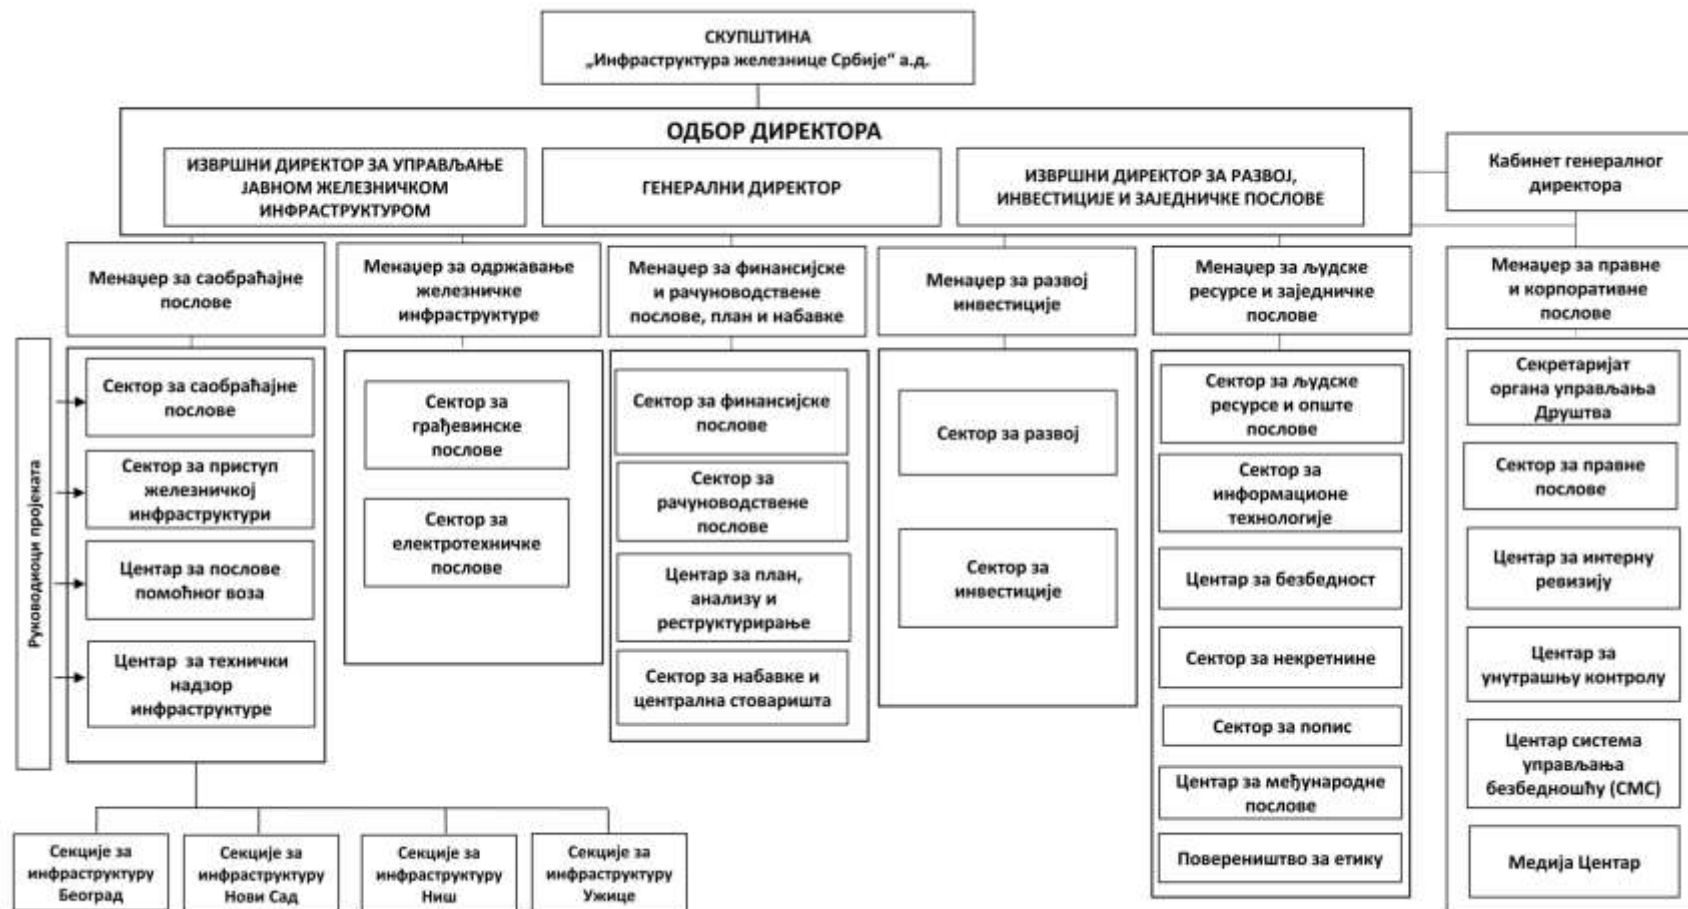 СКУПШТИНА
„Инфраструктура железнице Србије“ а.д.
ОДБОР ДИРЕКТОРА
ИЗВРШНИ ДИРЕКТОР ЗА УПРАВЉАЊЕ
ЈАВНОМ ЖЕЛЕЗНИЧКОМ
ИНФРАСТРУКТУРОМ
ГЕНЕРАЛНИ ДИРЕКТОР
ИЗВРШНИ ДИРЕКТОР ЗА РАЗВОЈ,
ИНВЕСТИЦИЈЕ И ЗАЈЕДНИЧКЕ ПОСЛОВЕ
Кабинет генералног
директора
Менаџер за саобраћајне
послове
Менаџер за одржавање
железничке
инфраструктуре
Менаџер за финансијске
и рачуноводствене
послове, план и набавке
Менаџер за развој
инвестиције
Менаџер за људске
ресурсе и заједничке
послове
Менаџер за правне
и корпоративне
послове
Руководиоци пројеката
Сектор за саобраћајне
послове
Сектор за приступ
железничкој
инфраструктури
Центар за послове
помоћног воза
Центар за технички
надзор
инфраструктуре
Сектор за
грађевинске
послове
Сектор за
електротехничке
послове
Сектор за финансијске
послове
Сектор за
рачуноводствене
послове
Центар за план,
анализу и
реструктурирање
Сектор за набавке и
централна стоваришта
Сектор за развој
Сектор за
инвестиције
Сектор за људске
ресурсе и опште
послове
Сектор за
информационе
технологије
Центар за безбедност
Сектор за некретнине
Сектор за попис
Центар за међународне
послове
Повереништво за етику
Секретаријат
органа управљања
Друштва
Сектор за правне
послове
Центар за интерну
ревизију
Центар за
унутрашњу контролу
Центар система
управљања
безбедношћу (СМС)
Медија Центар
Секције за
инфраструктуру
Београд
Секције за
инфраструктуру
Нови Сад
Секције за
инфраструктуру
Ниш
Секције за
инфраструктуру
Ужице